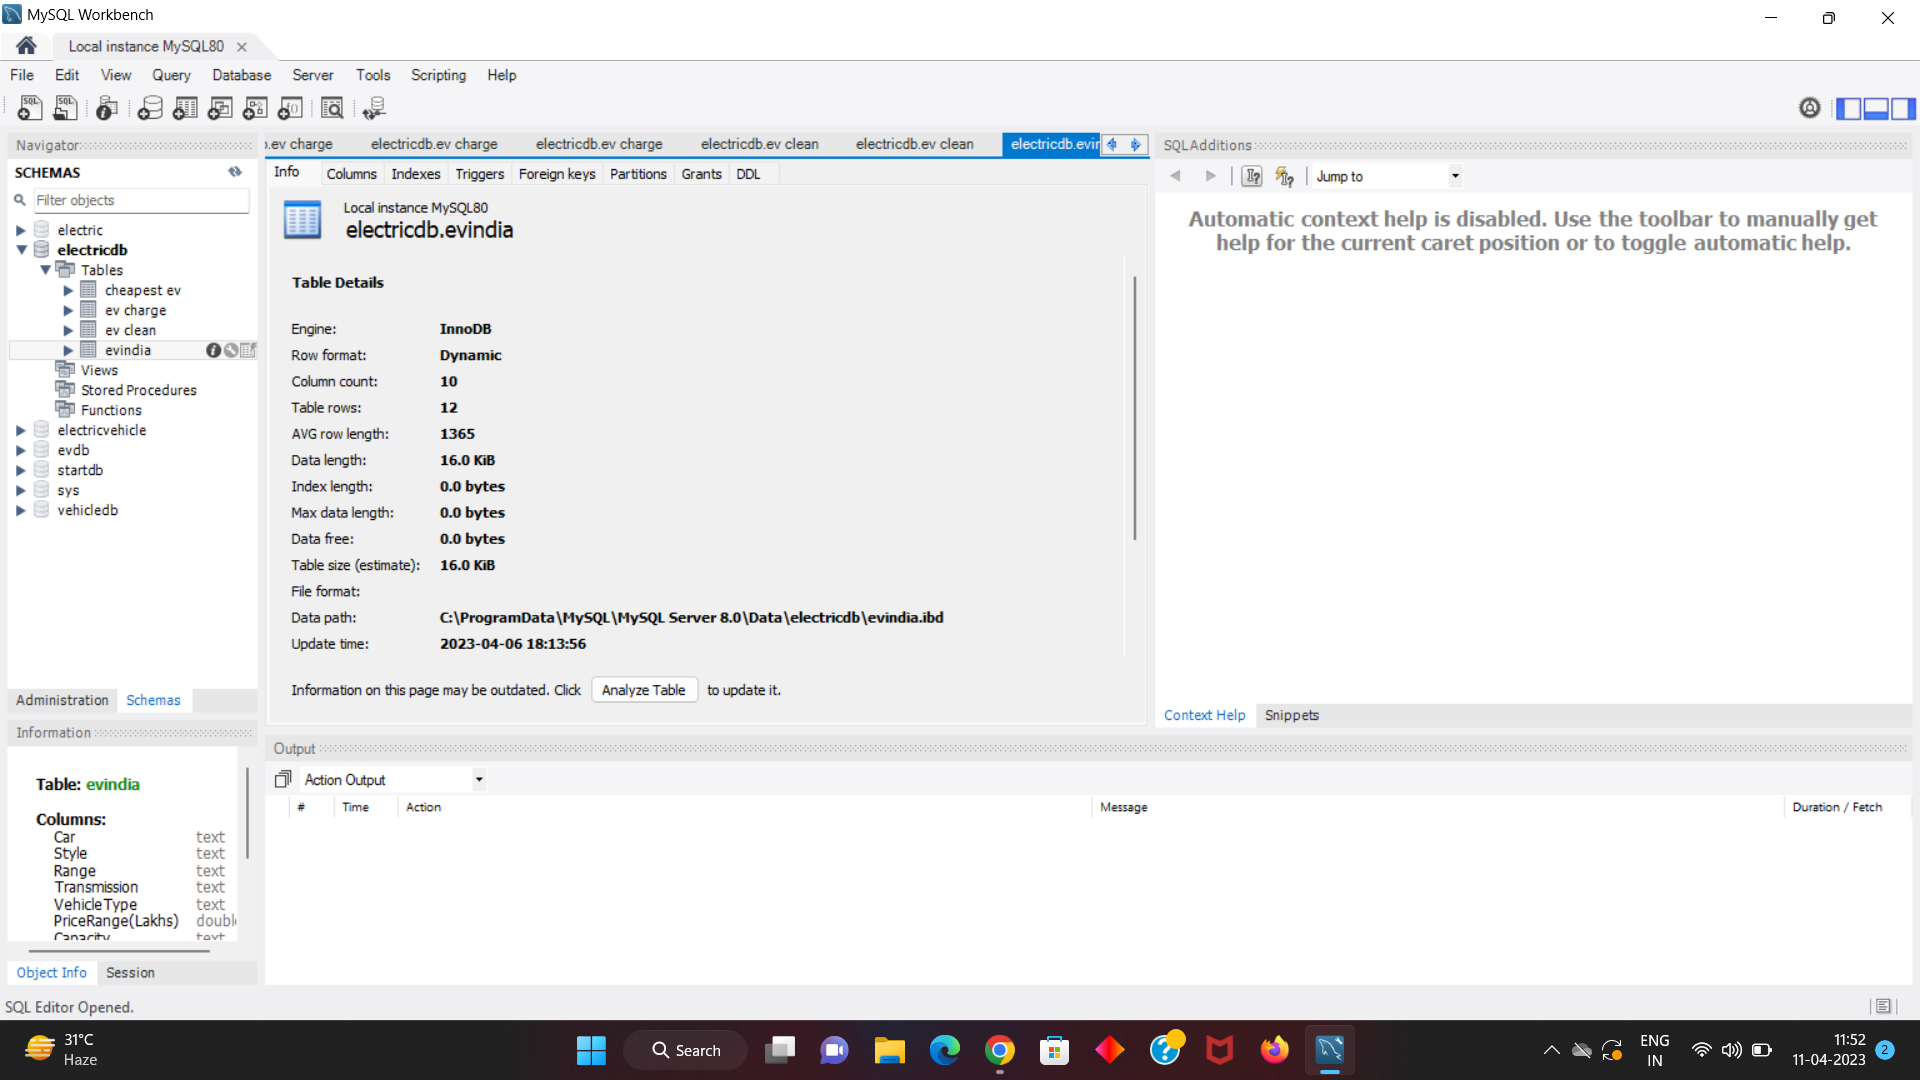 MySQL Workbench
Local instance MySQL80
File Edit View Query Database Server Tools Scripting Help
Navigator
SCHEMAS
Filter objects
electric
electricdb
Tables
cheapest ev
ev charge
ev clean
evindia
Views
Stored Procedures
Functions
electricvehicle
evdb
startdb
sys
vehicledb
Administration Schemas
Information
Table: evindia
Columns:
Car text
Style text
Range text
Transmission text
VehicleType text
PriceRange(Lakhs) doubl
Capacity text
Object Info Session
SQL Editor Opened.
.ev charge electricdb.ev charge electricdb.ev charge electricdb.ev clean electricdb.ev clean electricdb.evin
Info Columns Indexes Triggers Foreign keys Partitions Grants DDL
Local instance MySQL80
electricdb.evindia
Table Details
Engine: InnoDB
Row format: Dynamic
Column count: 10
Table rows: 12
AVG row length: 1365
Data length: 16.0 KiB
Index length: 0.0 bytes
Max data length: 0.0 bytes
Data free: 0.0 bytes
Table size (estimate): 16.0 KiB
File format:
Data path: C:\ProgramData\MySQL\MySQL Server 8.0\Data\electricdb\evindia.ibd
Update time: 2023-04-06 18:13:56
Information on this page may be outdated. Click Analyze Table to update it.
SQLAdditions
Jump to
Automatic context help is disabled. Use the toolbar to manually get
help for the current caret position or to toggle automatic help.
Context Help Snippets
Output
Action Output
# Time Action Message Duration / Fetch
31°C
Haze
Search
ENG
IN
11:52
11-04-2023
2